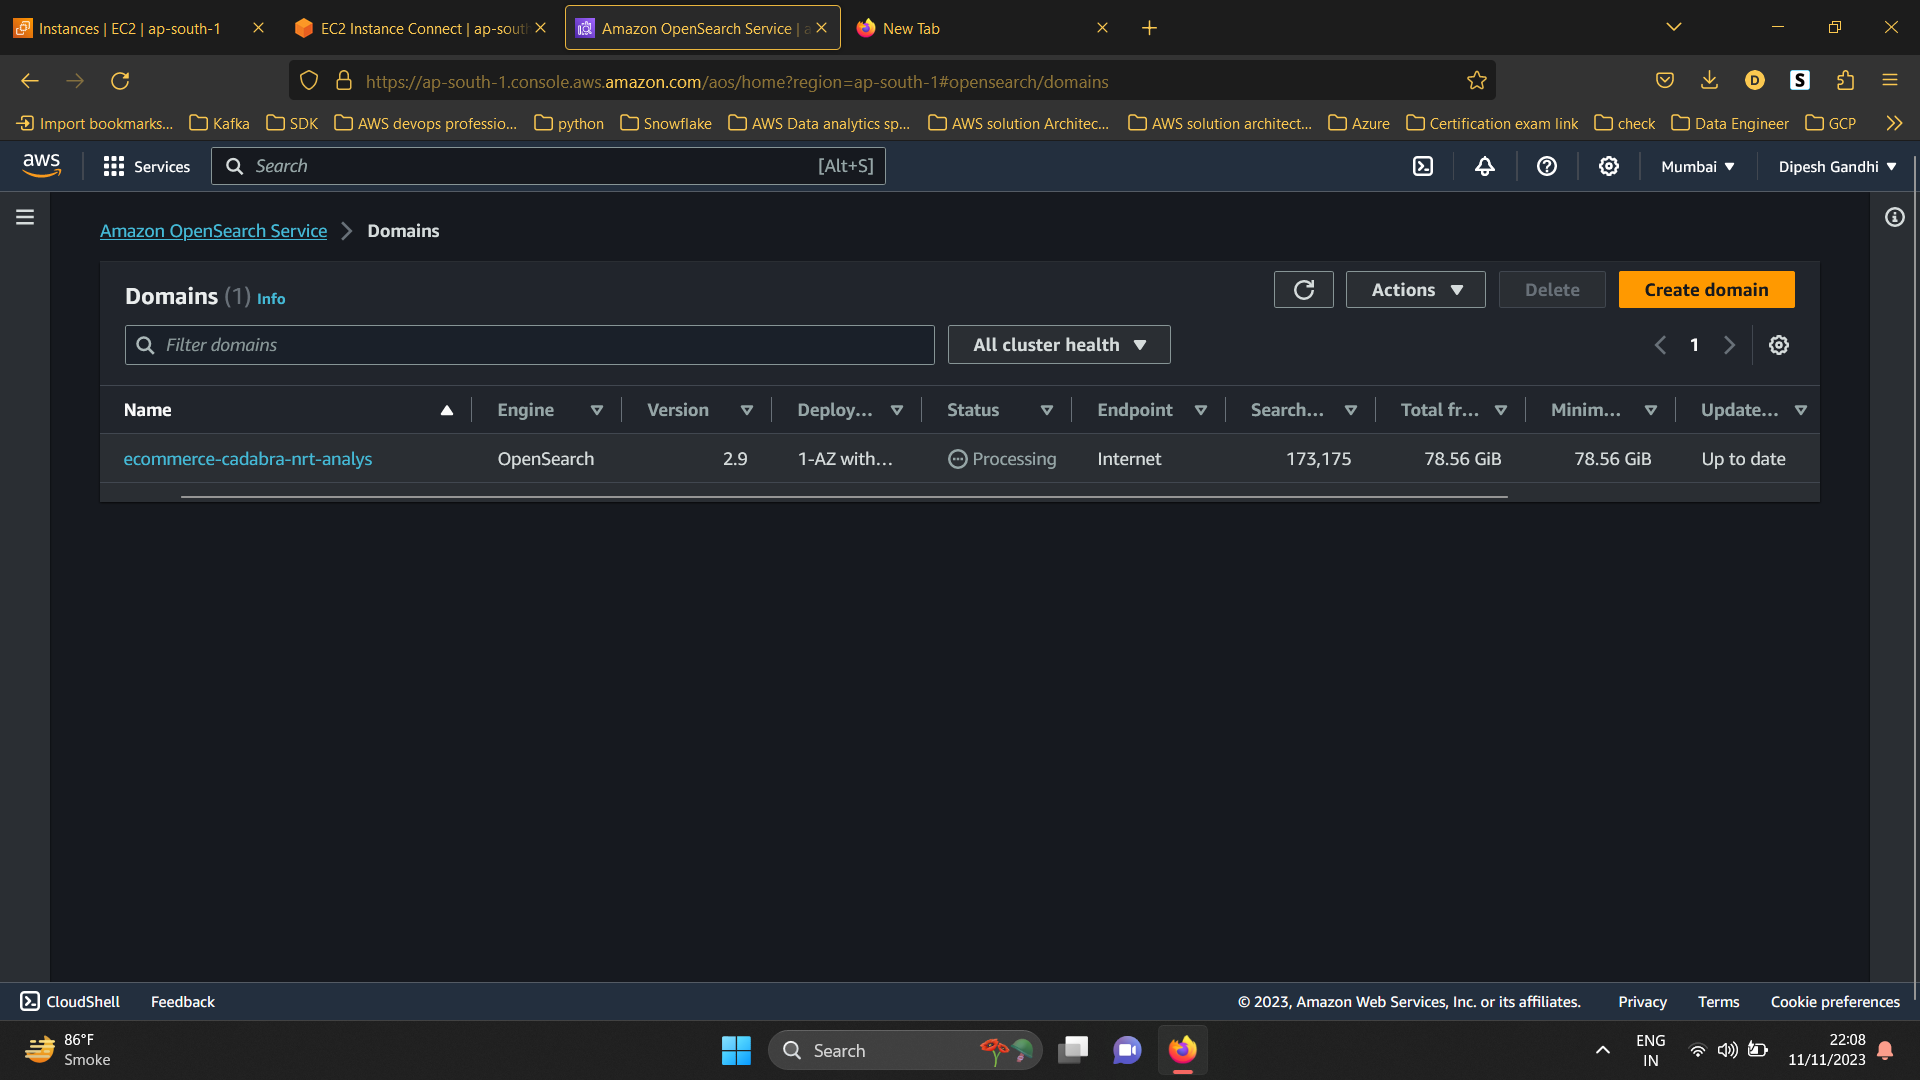 Instances | EC2 | ap-south-1
EC2 Instance Connect | ap-sout
Amazon OpenSearch Service | a
New Tab
https://ap-south-1.console.aws.amazon.com/aos/home?region=ap-south-1#opensearch/domains
D
S
Import bookmarks... Kafka SDK AWS devops professio... python Snowflake AWS Data analytics sp... AWS solution Architec... AWS solution architect... Azure Certification exam link check Data Engineer GCP
aws Services Search [Alt+S] Mumbai Dipesh Gandhi
Amazon OpenSearch Service Domains
Domains (1) Info
Actions Delete Create domain
Filter domains All cluster health 1
Name Engine Version Deploy... Status Endpoint Search... Total fr... Minim... Update...
ecommerce-cadabra-nrt-analys OpenSearch 2.9 1-AZ with... Processing Internet 173,175 78.56 GiB 78.56 GiB Up to date
CloudShell Feedback © 2023, Amazon Web Services, Inc. or its affiliates. Privacy Terms Cookie preferences
86°F
Smoke
Search
ENG
IN
22:08
11/11/2023